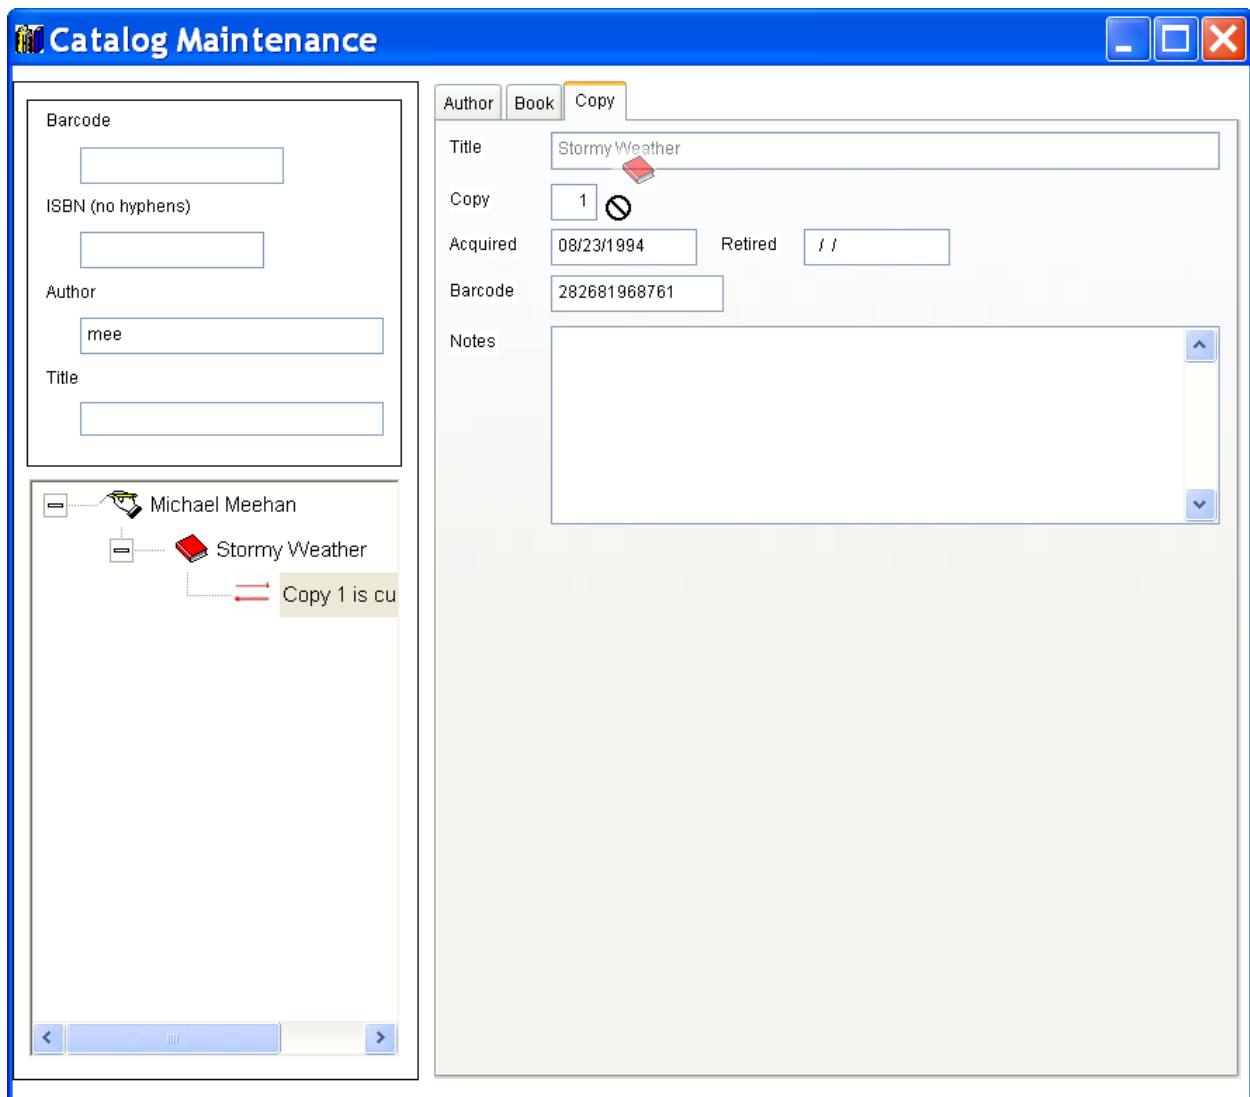 Catalog Maintenance
Barcode
ISBN (no hyphens)
Author
mee
Title
Michael Meehan
Stormy Weather
Copy 1 is cu
Author Book Copy
Title Stormy Weather
Copy 1
Acquired 08/23/1994 Retired / /
Barcode 282681968761
Notes